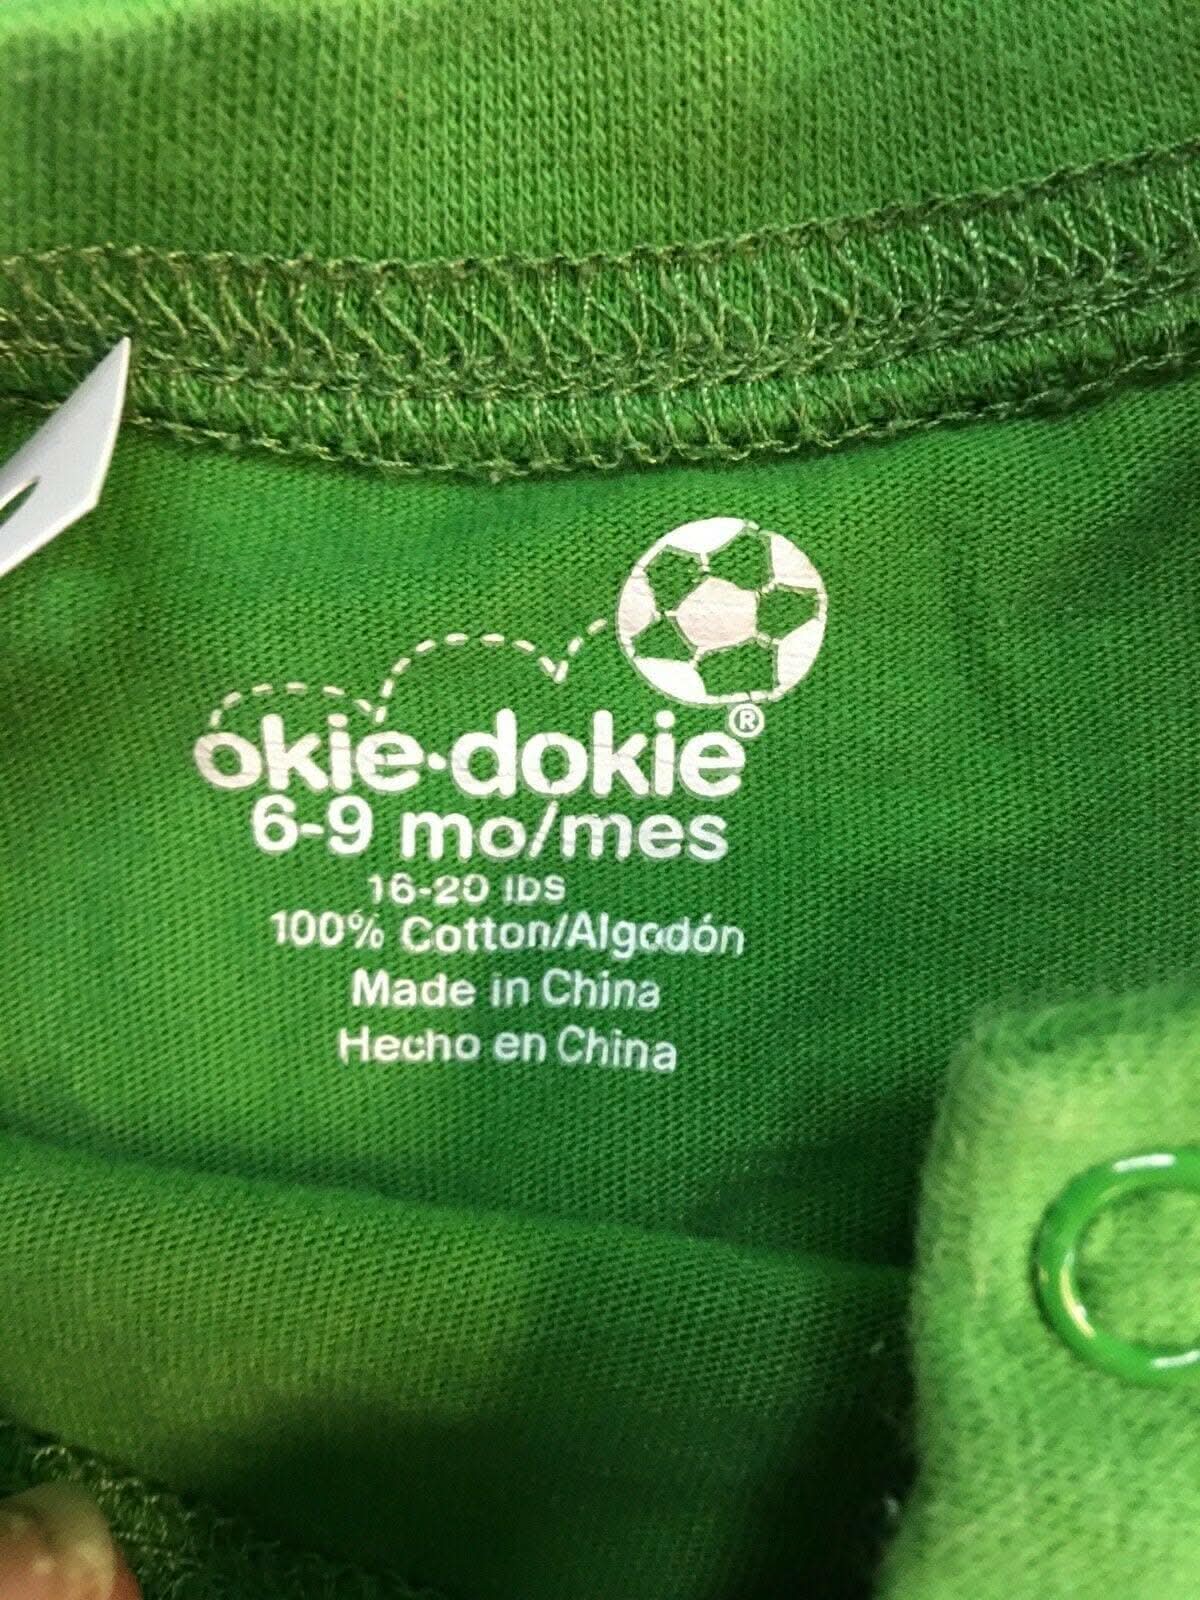 okie·dokie®
6-9 mo/mes
16-20 lbs
100% Cotton/Algodón
Made in China
Hecho en China